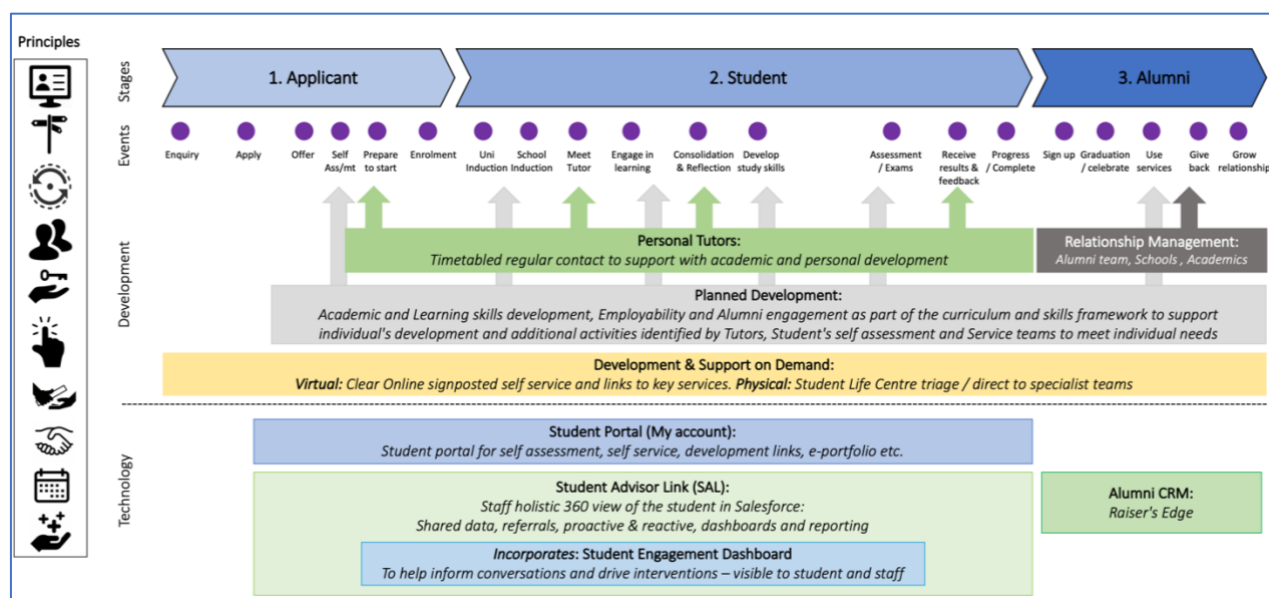 Principles
Stages
1. Applicant
2. Student
3. Alumni
Events
Enquiry
Apply
Offer
Self
Ass/mt
Prepare
to start
Enrolment
Uni
Induction
School
Induction
Meet
Tutor
Engage in
learning
Consolidation
& Reflection
Develop
study skills
Assessment
/ Exams
Receive
results &
feedback
Progress
/ Complete
Sign up
Graduation
/ celebrate
Use
services
Give
back
Grow
relationship
Development
Personal Tutors:
Timetabled regular contact to support with academic and personal development
Relationship Management:
Alumni team, Schools , Academics
Planned Development:
Academic and Learning skills development, Employability and Alumni engagement as part of the curriculum and skills framework to support
individual's development and additional activities identified by Tutors, Student's self assessment and Service teams to meet individual needs
Development & Support on Demand:
Virtual: Clear Online signposted self service and links to key services. Physical: Student Life Centre triage / direct to specialist teams
Technology
Student Portal (My account):
Student portal for self assessment, self service, development links, e-portfolio etc.
Student Advisor Link (SAL):
Staff holistic 360 view of the student in Salesforce:
Shared data, referrals, proactive & reactive, dashboards and reporting
Incorporates: Student Engagement Dashboard
To help inform conversations and drive interventions – visible to student and staff
Alumni CRM:
Raiser's Edge